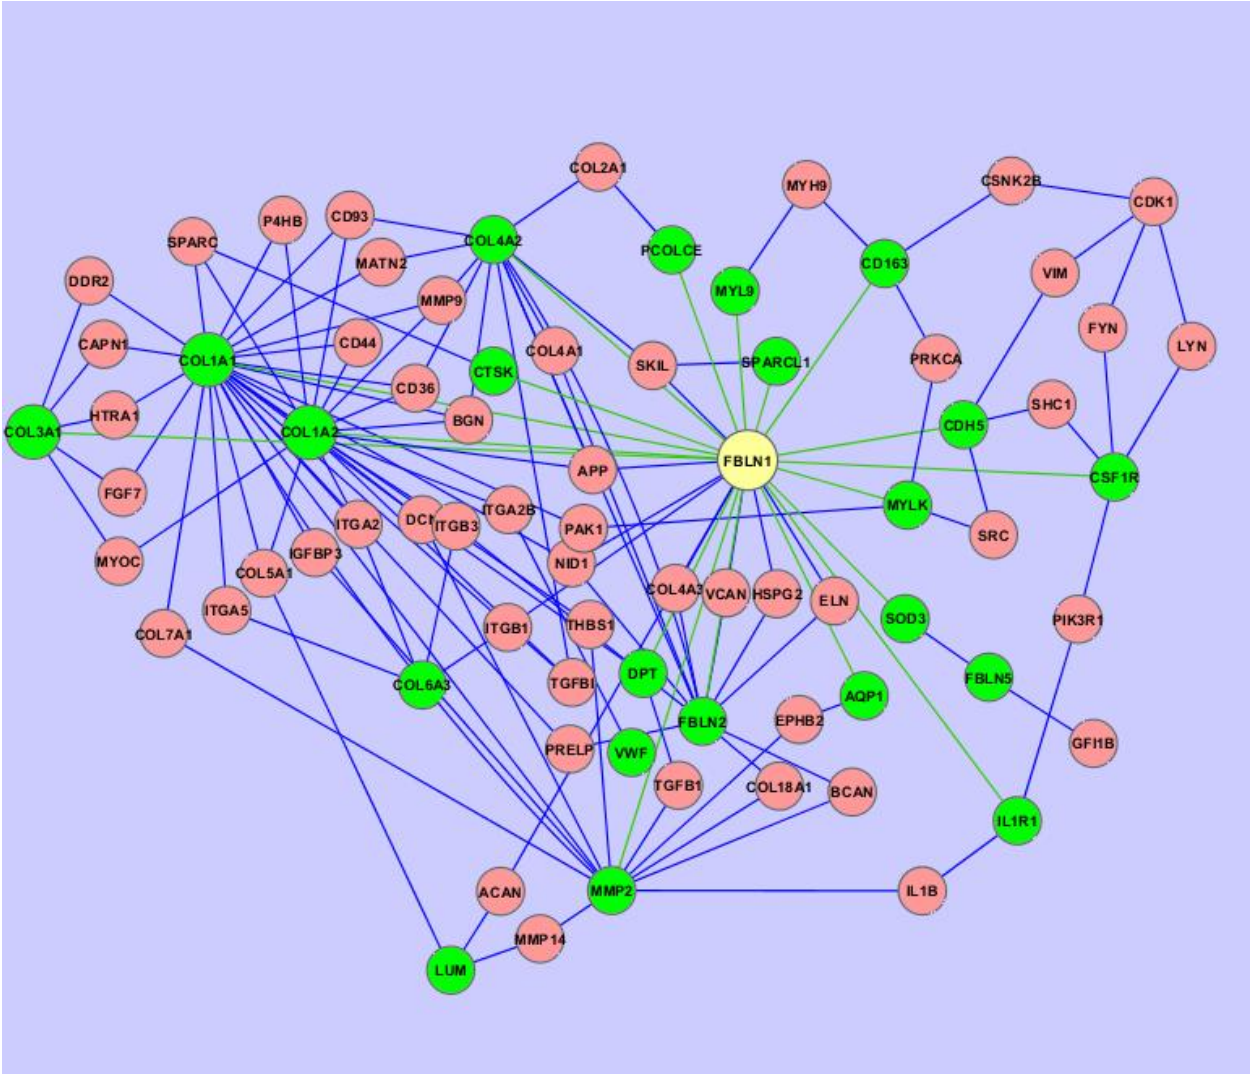 COL2A1
MYH9
CSNK2B
CDK1
P4HB
CD93
SPARC
COL4A2
PCOLCE
MATN2
CD163
VIM
DDR2
MYL9
MMP9
FYN
CAPN1
CD44
COL4A1
LYN
COL1A1
CTSK
SKIL
SPARCL1
PRKCA
CD36
SHC1
HTRA1
BGN
COL3A1
COL1A2
CDH5
FBLN1
APP
CSF1R
FGF7
MYLK
ITGA2B
ITGA2
DCN
ITGB3
PAK1
SRC
IGFBP3
MYOC
COL5A1
NID1
COL4A3
VCAN
HSPG2
ELN
ITGA5
SOD3
PIK3R1
COL7A1
ITGB1
THBS1
DPT
FBLN5
COL6A3
TGFBI
AQP1
FBLN2
EPHB2
GFI1B
PRELP
VWF
TGFB1
COL18A1
BCAN
IL1R1
ACAN
MMP2
IL1B
MMP14
LUM